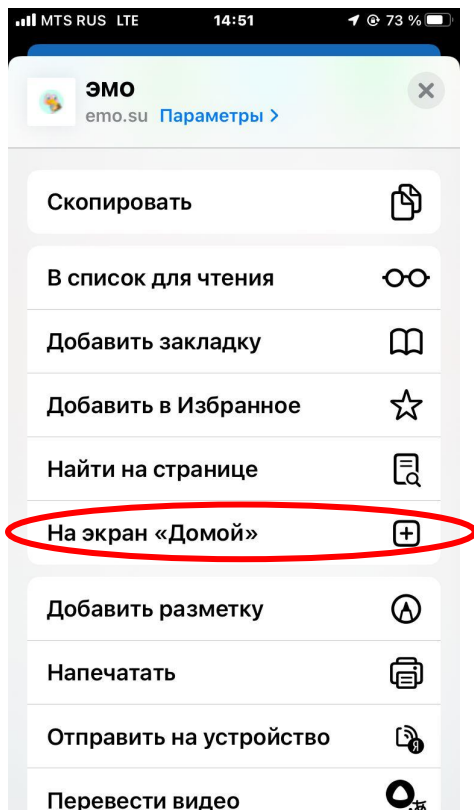 MTS RUS LTE 14:51 73 %
ЭМО
emo.su Параметры >
Скопировать
В список для чтения
Добавить закладку
Добавить в Избранное
Найти на странице
На экран «Домой»
Добавить разметку
Напечатать
Отправить на устройство
Перевести видео